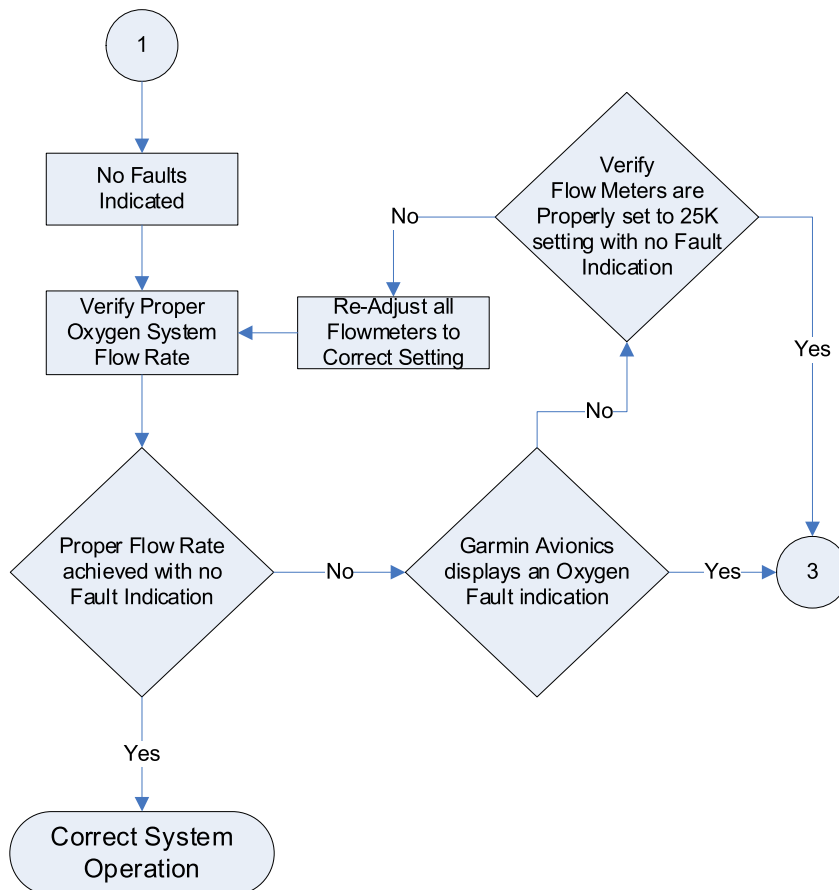 1
No Faults
Indicated
Verify Proper
Oxygen System
Flow Rate
Re-Adjust all
Flowmeters to
Correct Setting
No
Verify
Flow Meters are
Properly set to 25K
setting with no Fault
Indication
Yes
No
Proper Flow Rate
achieved with no
Fault Indication
No
Garmin Avionics
displays an Oxygen
Fault indication
Yes
3
Yes
Correct System
Operation